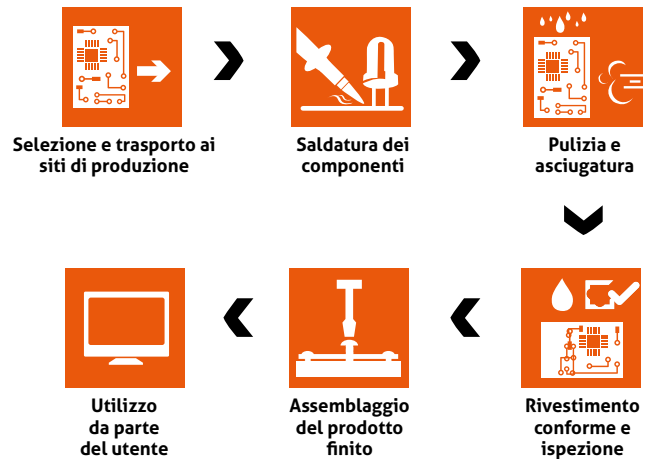 Selezione e trasporto ai
siti di produzione
Saldatura dei
componenti
Pulizia e
asciugatura
Utilizzo
da parte
del utente
Assemblaggio
del prodotto
finito
Rivestimento
conforme e
ispezione